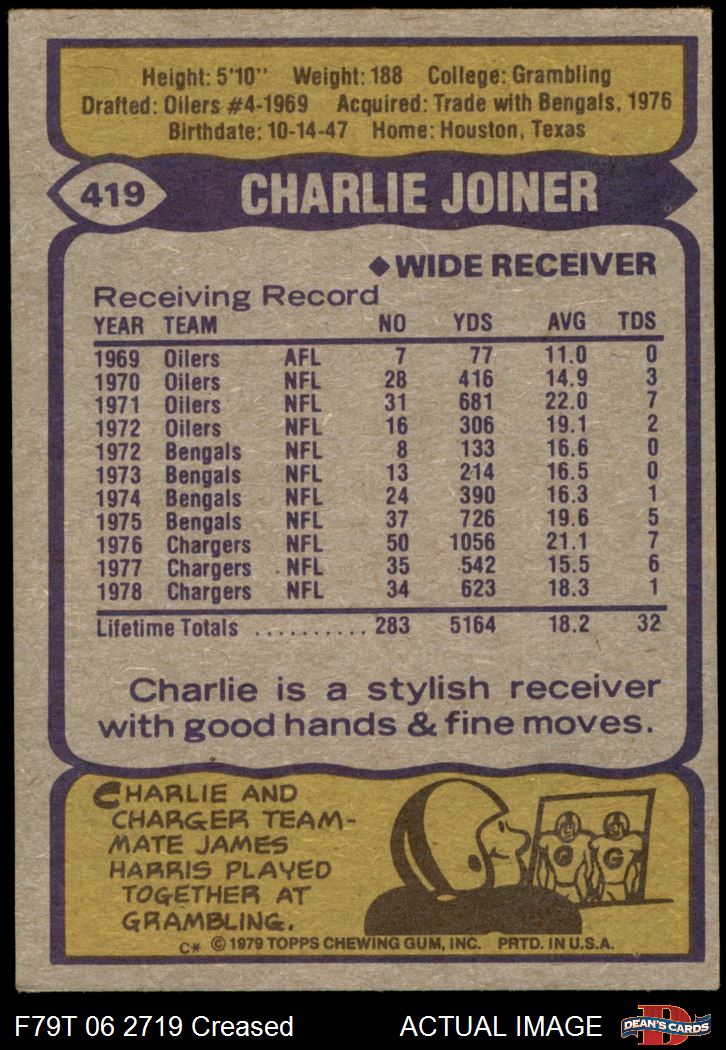 Height: 5'10" Weight: 188 College: Grambling
Drafted: Oilers #4-1969 Acquired: Trade with Bengals, 1976
Birthdate: 10-14-47 Home: Houston, Texas
419 CHARLIE JOINER
◆WIDE RECEIVER
Receiving Record
YEAR TEAM NO YDS AVG TDS
1969 Oilers AFL 7 77 11.0 0
1970 Oilers NFL 28 416 14.9 3
1971 Oilers NFL 31 681 22.0 7
1972 Oilers NFL 16 306 19.1 2
1972 Bengals NFL 8 133 16.6 0
1973 Bengals NFL 13 214 16.5 0
1974 Bengals NFL 24 390 16.3 1
1975 Bengals NFL 37 726 19.6 5
1976 Chargers NFL 50 1056 21.1 7
1977 Chargers NFL 35 542 15.5 6
1978 Chargers NFL 34 623 18.3 1
Lifetime Totals .......... 283 5164 18.2 32
Charlie is a stylish receiver
with good hands & fine moves.
CHARLIE AND
CHARGER TEAM-
MATE JAMES
HARRIS PLAYED
TOGETHER AT
GRAMBLING.
G G
C* © 1979 TOPPS CHEWING GUM, INC. PRTD. IN U.S.A.
F79T 06 2719 Creased ACTUAL IMAGE
D
DEAN'S CARDS